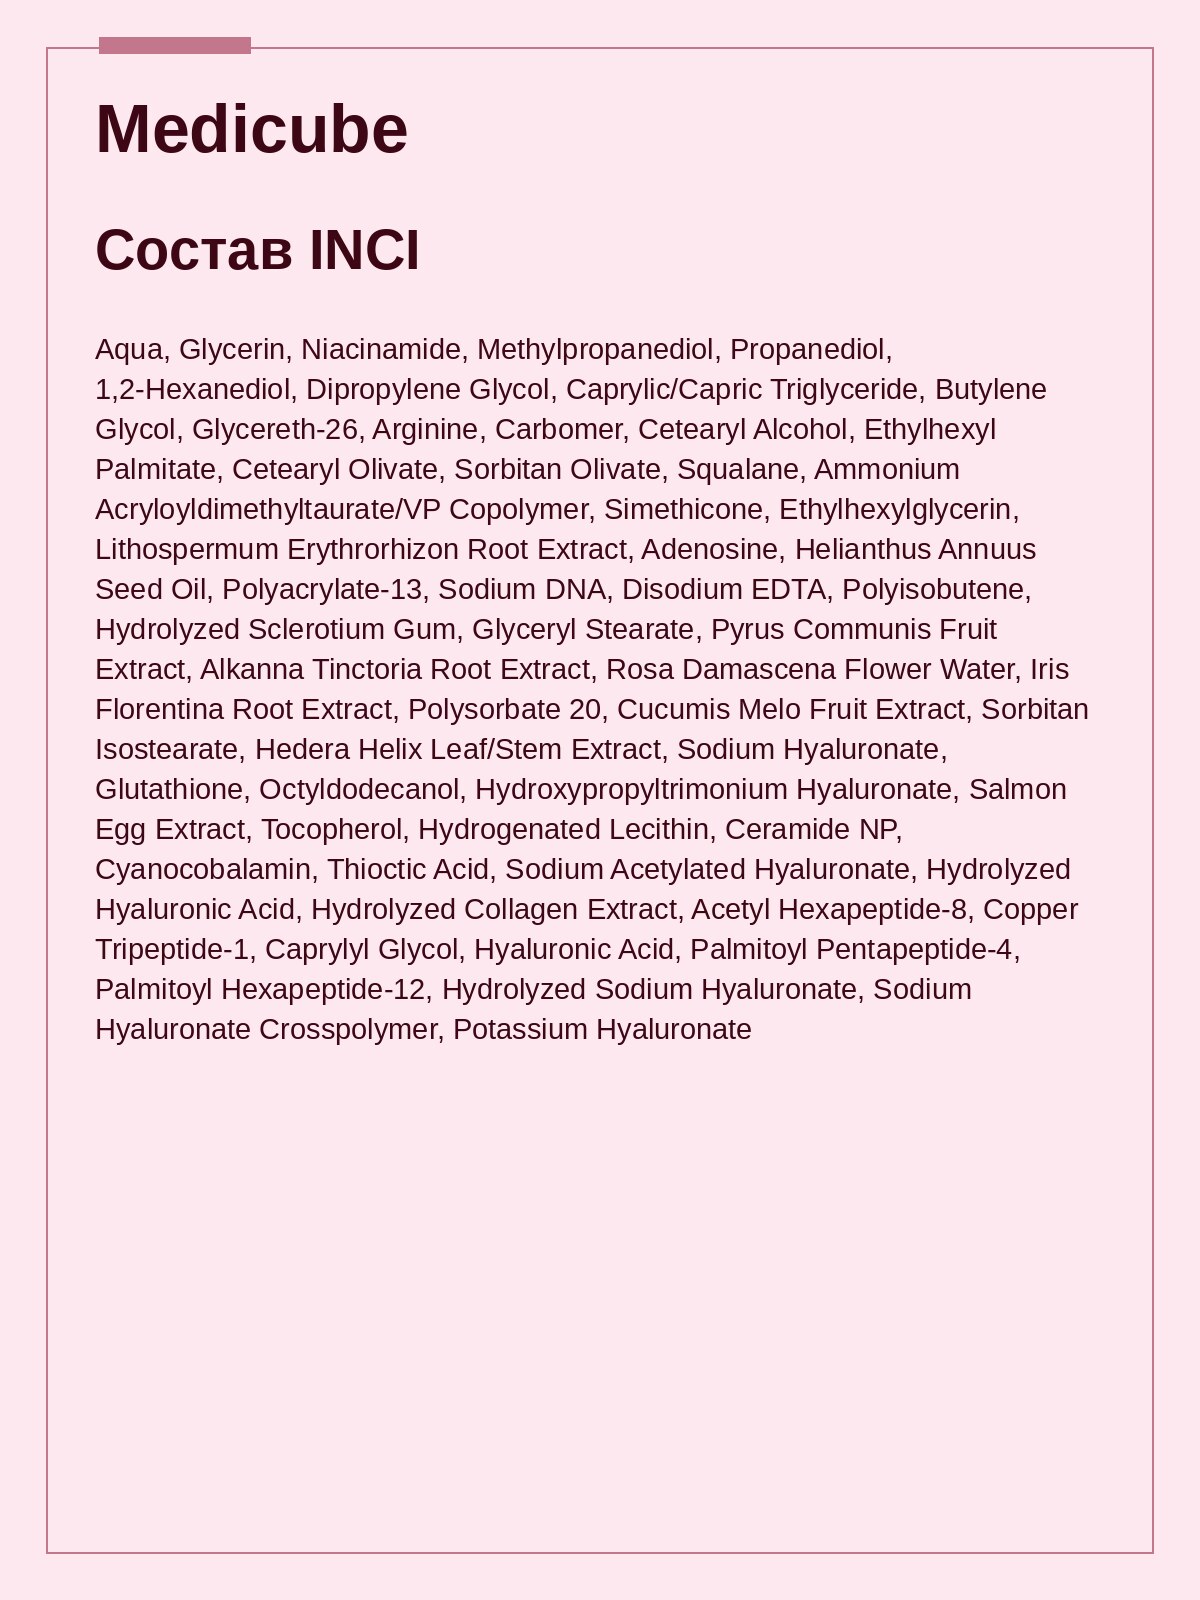 Medicube
Состав INCI
Aqua, Glycerin, Niacinamide, Methylpropanediol, Propanediol,
1,2-Hexanediol, Dipropylene Glycol, Caprylic/Capric Triglyceride, Butylene
Glycol, Glycereth-26, Arginine, Carbomer, Cetearyl Alcohol, Ethylhexyl
Palmitate, Cetearyl Olivate, Sorbitan Olivate, Squalane, Ammonium
Acryloyldimethyltaurate/VP Copolymer, Simethicone, Ethylhexylglycerin,
Lithospermum Erythrorhizon Root Extract, Adenosine, Helianthus Annuus
Seed Oil, Polyacrylate-13, Sodium DNA, Disodium EDTA, Polyisobutene,
Hydrolyzed Sclerotium Gum, Glyceryl Stearate, Pyrus Communis Fruit
Extract, Alkanna Tinctoria Root Extract, Rosa Damascena Flower Water, Iris
Florentina Root Extract, Polysorbate 20, Cucumis Melo Fruit Extract, Sorbitan
Isostearate, Hedera Helix Leaf/Stem Extract, Sodium Hyaluronate,
Glutathione, Octyldodecanol, Hydroxypropyltrimonium Hyaluronate, Salmon
Egg Extract, Tocopherol, Hydrogenated Lecithin, Ceramide NP,
Cyanocobalamin, Thioctic Acid, Sodium Acetylated Hyaluronate, Hydrolyzed
Hyaluronic Acid, Hydrolyzed Collagen Extract, Acetyl Hexapeptide-8, Copper
Tripeptide-1, Caprylyl Glycol, Hyaluronic Acid, Palmitoyl Pentapeptide-4,
Palmitoyl Hexapeptide-12, Hydrolyzed Sodium Hyaluronate, Sodium
Hyaluronate Crosspolymer, Potassium Hyaluronate